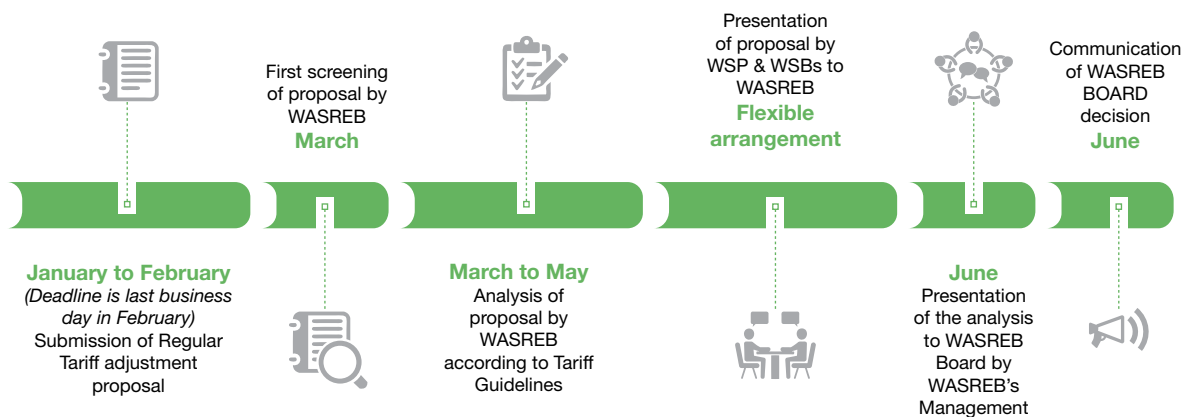 January to February
(Deadline is last business
day in February)
Submission of Regular
Tariff adjustment
proposal
First screening
of proposal by
WASREB
March
March to May
Analysis of
proposal by
WASREB
according to Tariff
Guidelines
Presentation
of proposal by
WSP & WSBs to
WASREB
Flexible
arrangement
June
Presentation
of the analysis
to WASREB
Board by
WASREB's
Management
Communication
of WASREB
BOARD
decision
June